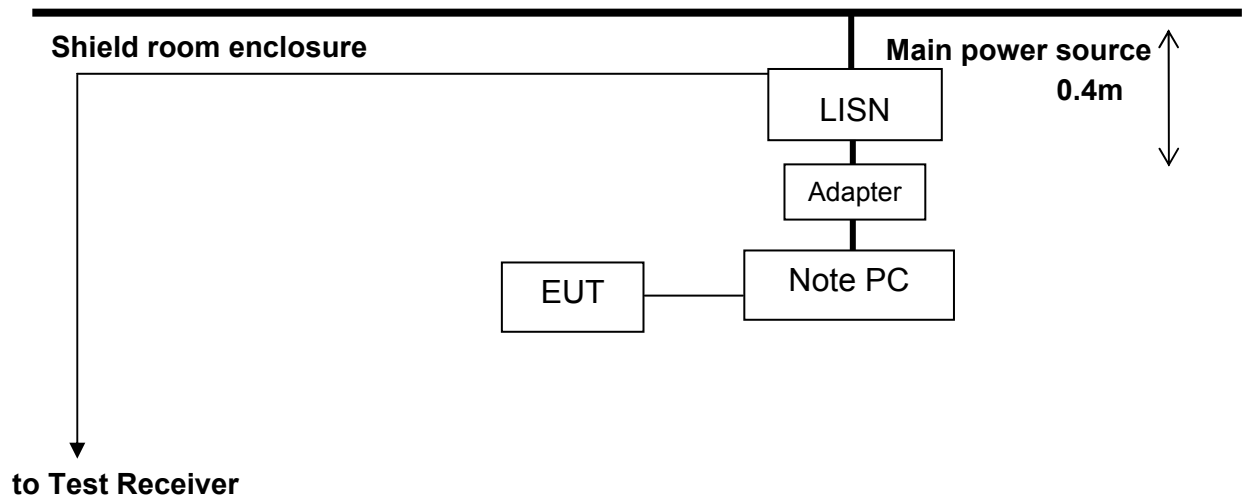 Shield room enclosure
Main power source
0.4m
LISN
Adapter
Note PC
EUT
to Test Receiver